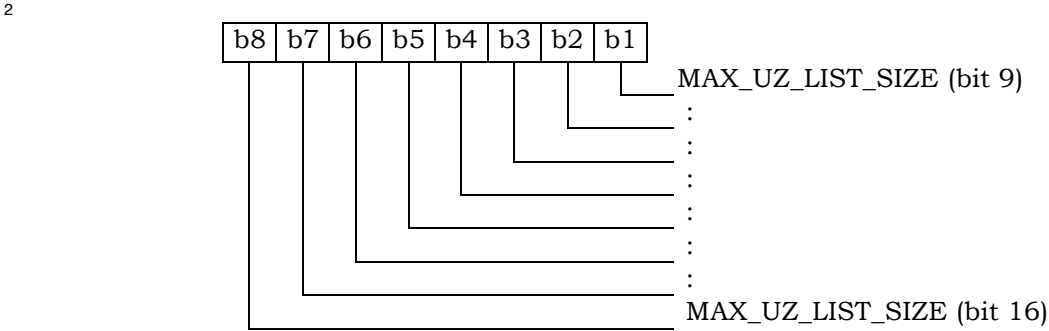 2
b8 b7 b6 b5 b4 b3 b2 b1
MAX_UZ_LIST_SIZE (bit 9)
:
:
:
:
:
:
MAX_UZ_LIST_SIZE (bit 16)